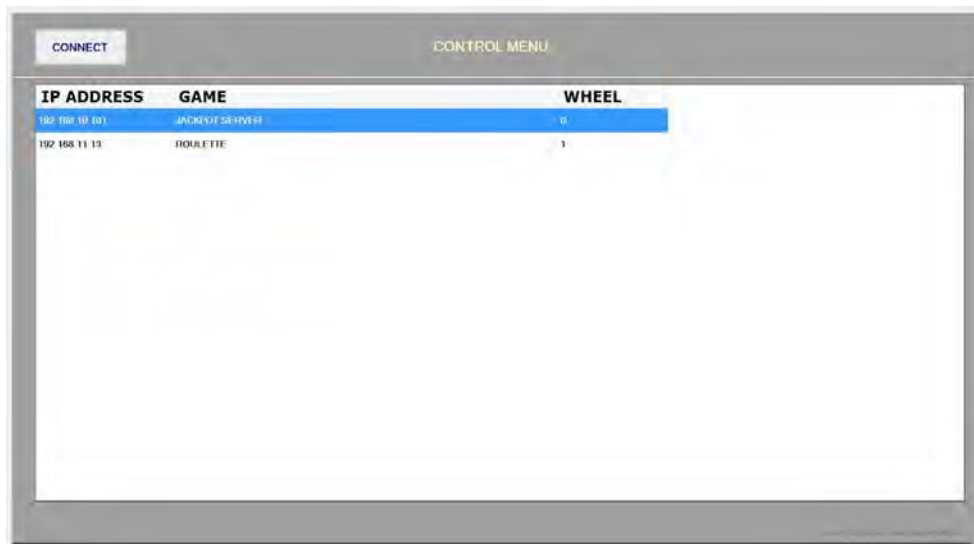 CONNECT
CONTROL MENU
IP ADDRESS GAME WHEEL
JACKPOT SERVER 0
192.168.11.13 ROULETTE 1